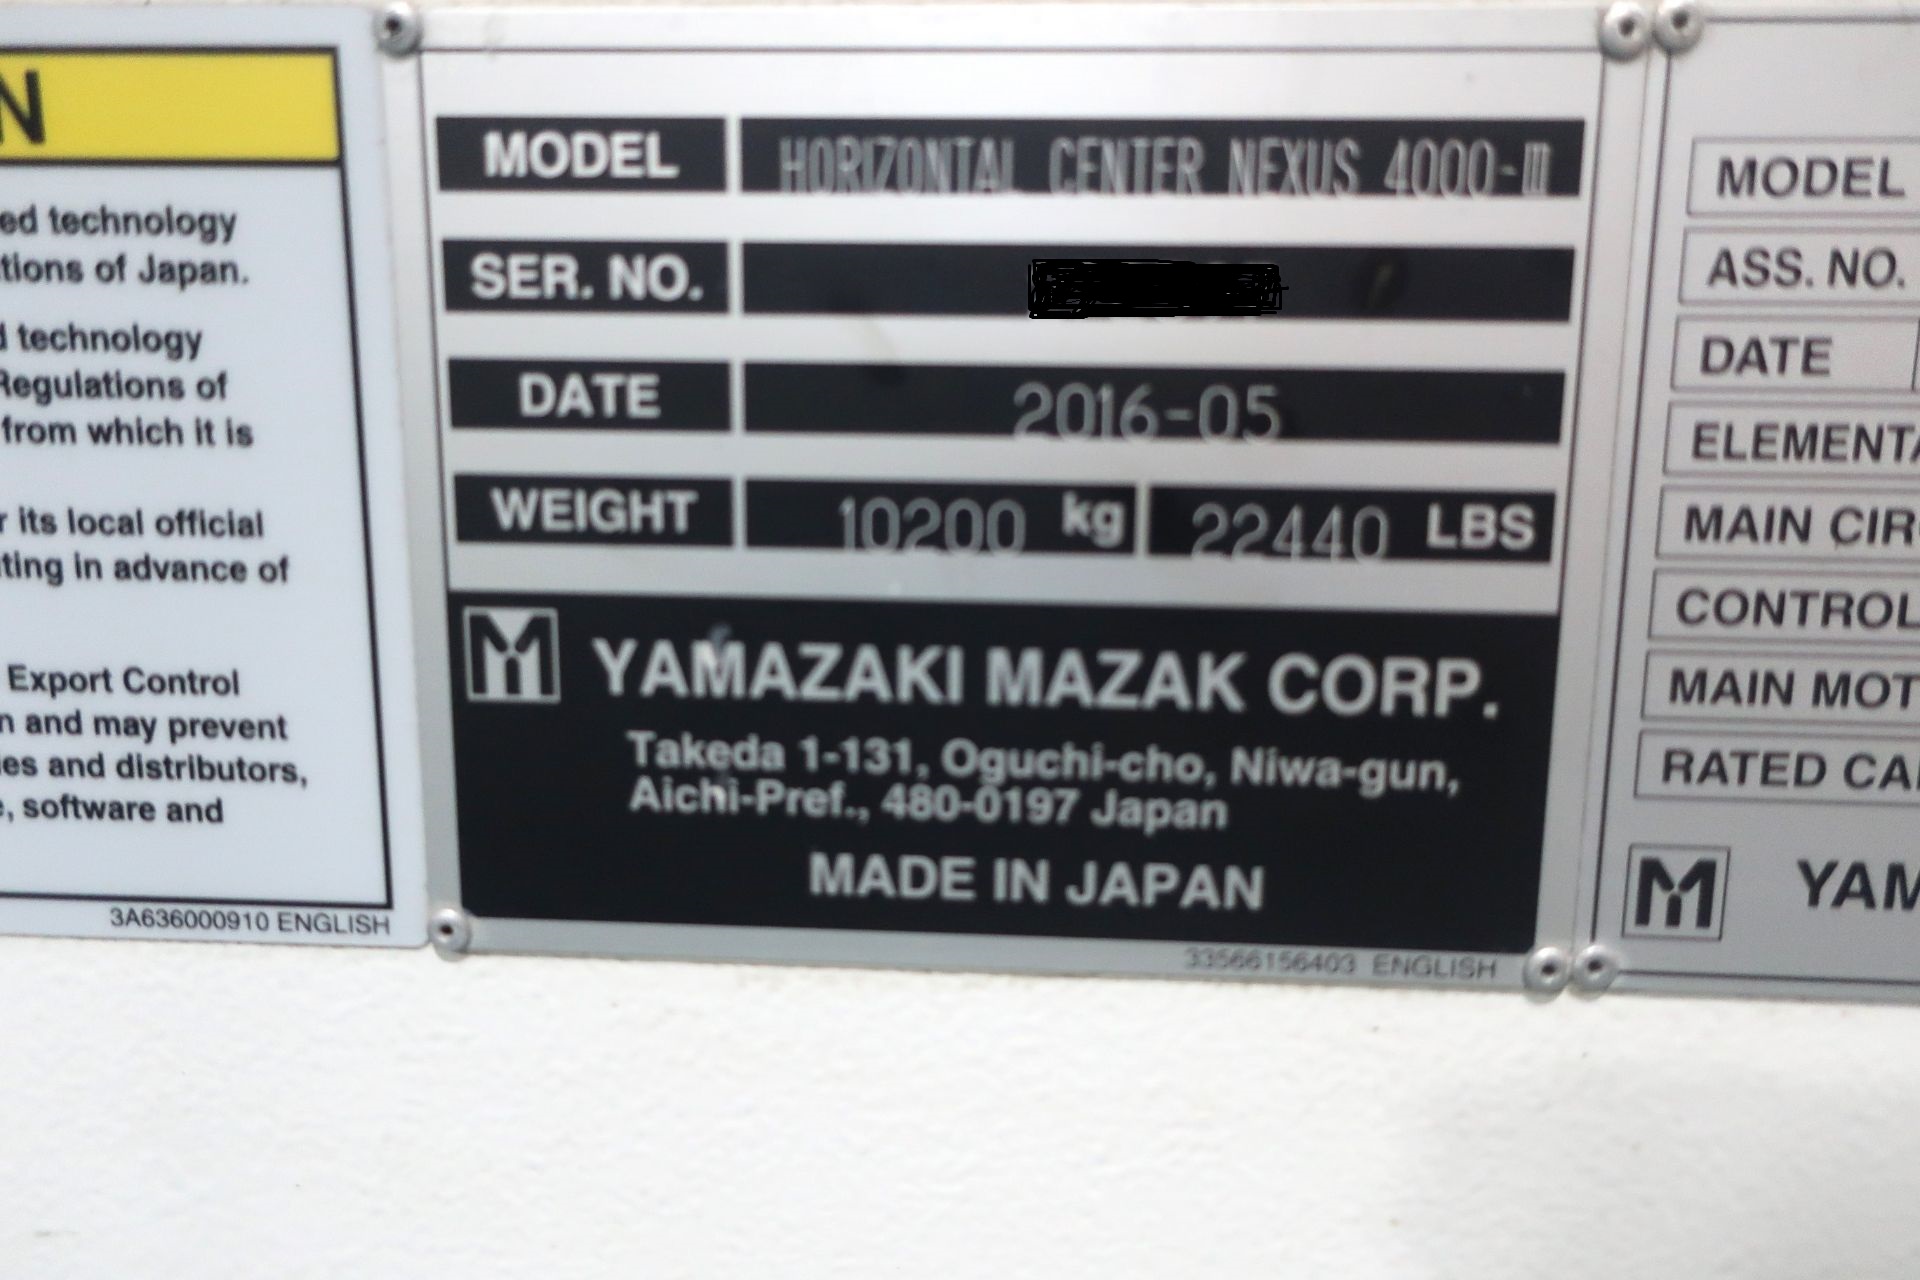 N
ed technology
tions of Japan.
d technology
Regulations of
from which it is
r its local official
ting in advance of
Export Control
n and may prevent
es and distributors,
e, software and
3A636000910 ENGLISH
MODEL HORIZONTAL CENTER NEXUS 4000-III
SER. NO.
DATE 2016-05
WEIGHT 10200 kg 22440 LBS
YAMAZAKI MAZAK CORP.
Takeda 1-131, Oguchi-cho, Niwa-gun,
Aichi-Pref., 480-0197 Japan
MADE IN JAPAN
33566156403 ENGLISH
MODEL
ASS. NO.
DATE
ELEMENTA
MAIN CIR
CONTROL
MAIN MOT
RATED CA
YAM